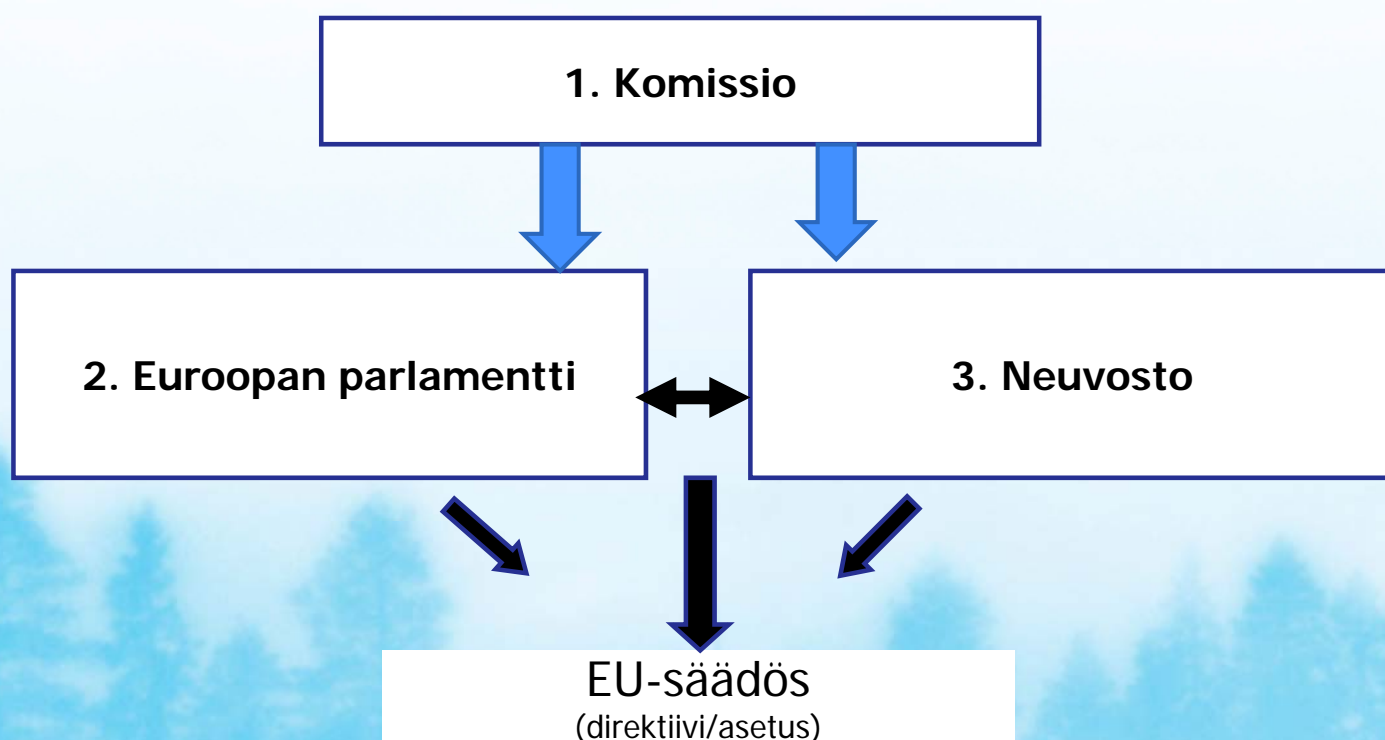 1. Komissio
2. Euroopan parlamentti
3. Neuvosto
EU-säädös
(direktiivi/asetus)